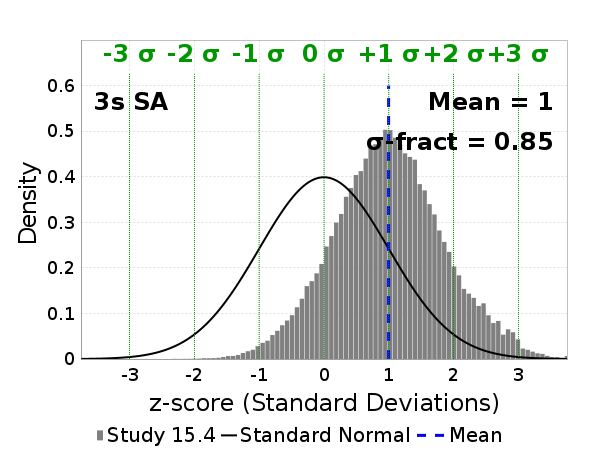 -3 σ -2 σ -1 σ 0 σ +1 σ +2 σ +3 σ
3s SA
Mean = 1
σ-fract = 0.85
Density
0.6
0.5
0.4
0.3
0.2
0.1
0
-3 -2 -1 0 1 2 3
z-score (Standard Deviations)
Study 15.4 Standard Normal Mean